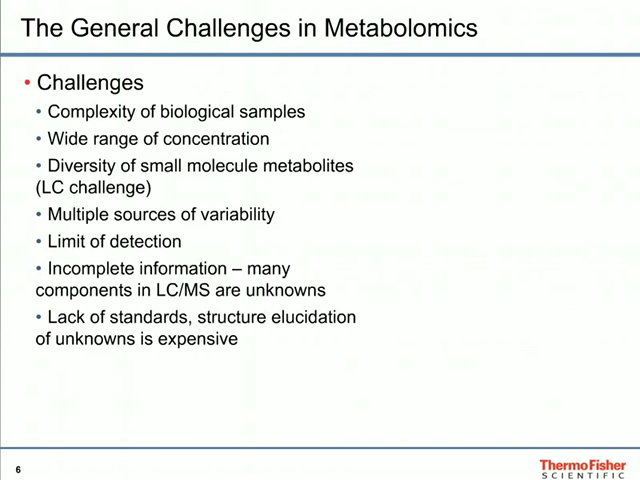 The General Challenges in Metabolomics
• Challenges
• Complexity of biological samples
• Wide range of concentration
• Diversity of small molecule metabolites
(LC challenge)
• Multiple sources of variability
• Limit of detection
• Incomplete information – many
components in LC/MS are unknowns
• Lack of standards, structure elucidation
of unknowns is expensive
6
ThermoFisher
SCIENTIFIC